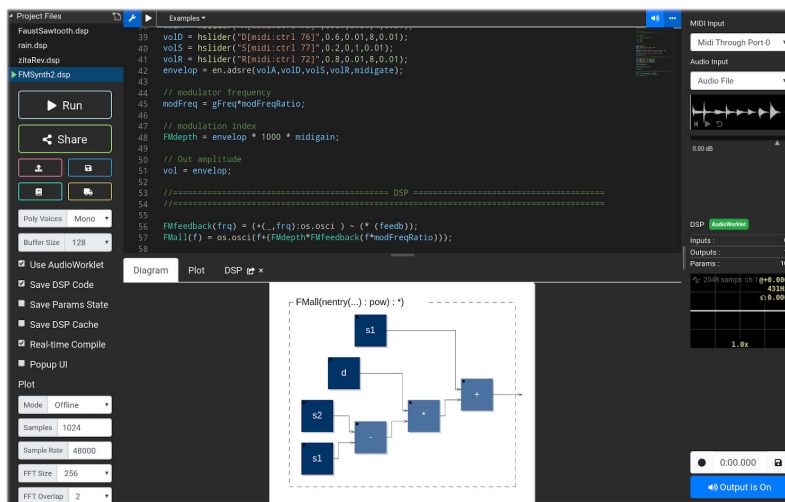 Project Files
FaustSawtooth.dsp
rain.dsp
zitaRev.dsp
FMSynth2.dsp
Run
Share
Poly Voices Mono
Buffer Size 128
Use AudioWorklet
Save DSP Code
Save Params State
Save DSP Cache
Real-time Compile
Popup UI
Plot
Mode Offline
Samples 1024
Sample Rate 48000
FFT Size 256
FFT Overlap 2
Examples
39 volD = hslider("D[midi:ctrl 76]",0.6,0.01,8,0.01);
40 volS = hslider("S[midi:ctrl 77]",0.2,0,1,0.01);
41 volR = hslider("R[midi:ctrl 72]",0.8,0.01,8,0.01);
42 envelop = en.adsre(volA,volD,volS,volR,midigate);
43
44 // modulator frequency
45 modFreq = gFreq*modFreqRatio;
46
47 // modulation index
48 FMdepth = envelop * 1000 * midigain;
49
50 // Out amplitude
51 vol = envelop;
52
53 //======================================== DSP =======================================
54 //====================================================================================
55
56 FMfeedback(frq) = (+(_,frq):os.osci ) ~ (* (feedb));
57 FMall(f) = os.osci(f+(FMdepth*FMfeedback(f*modFreqRatio)));
58
Diagram Plot DSP ×
FMall(nentry(...) : pow) : *)
s1
d
s2
s1
-
*
+
MIDI Input
Midi Through Port-0
Audio Input
Audio File
0.00 dB
DSP AudioWorklet
Inputs :
Outputs :
Params :
2048 samps ch 1 @+0.00
431H
1.0x
0:00.000
Output is On